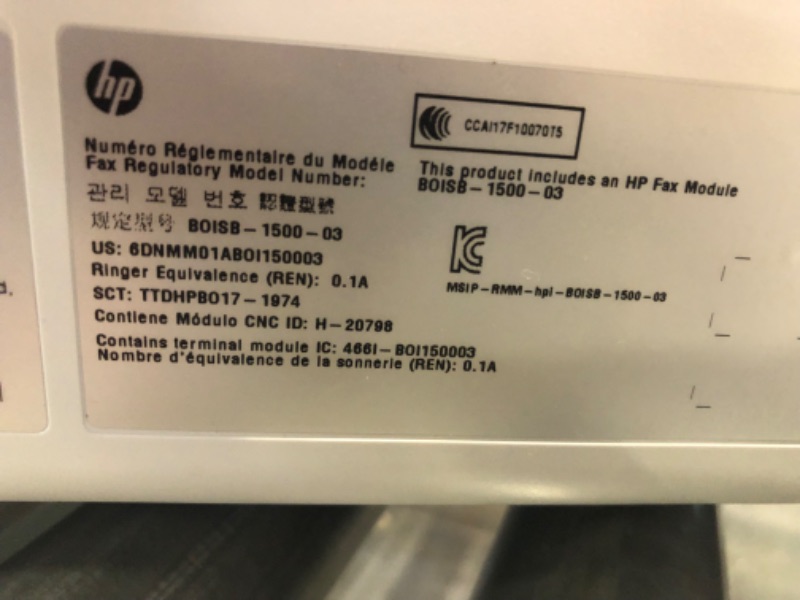 hp
Numéro Réglementaire du Modéle
Fax Regulatory Model Number:
관리 모델 번호 認證型號
规定型号 BOISB-1500-03
US: 6DNMM01ABOI150003
Ringer Equivalence (REN): 0.1A
SCT: TTDHPBO17-1974
Contiene Módulo CNC ID: H-20798
Contains terminal module IC: 466I-BOI150003
Nombre d'équivalence de la sonnerie (REN): 0.1A
CCAI17F10070T5
This product includes an HP Fax Module
BOISB-1500-03
MSIP-RMM-hpi-BOISB-1500-03
d.